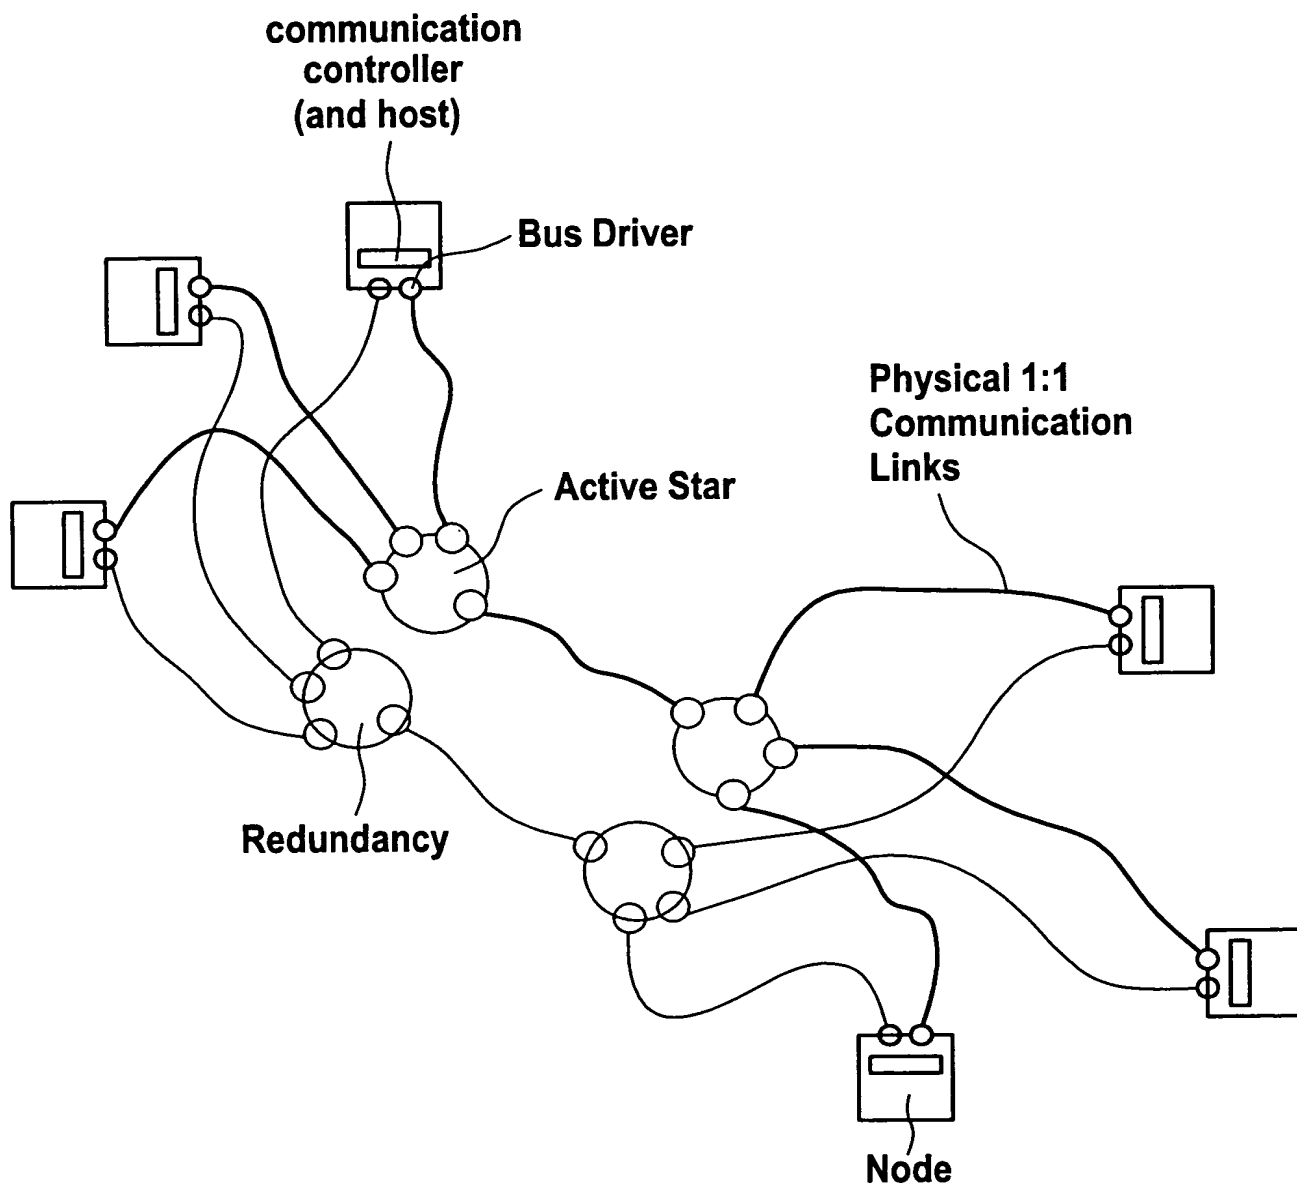 communication
controller
(and host)
Bus Driver
Physical 1:1
Communication
Links
Active Star
Redundancy
Node